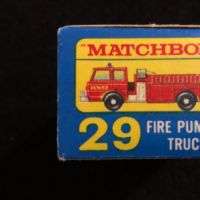 "MATCHBO
29 FIRE PUM
TRUC